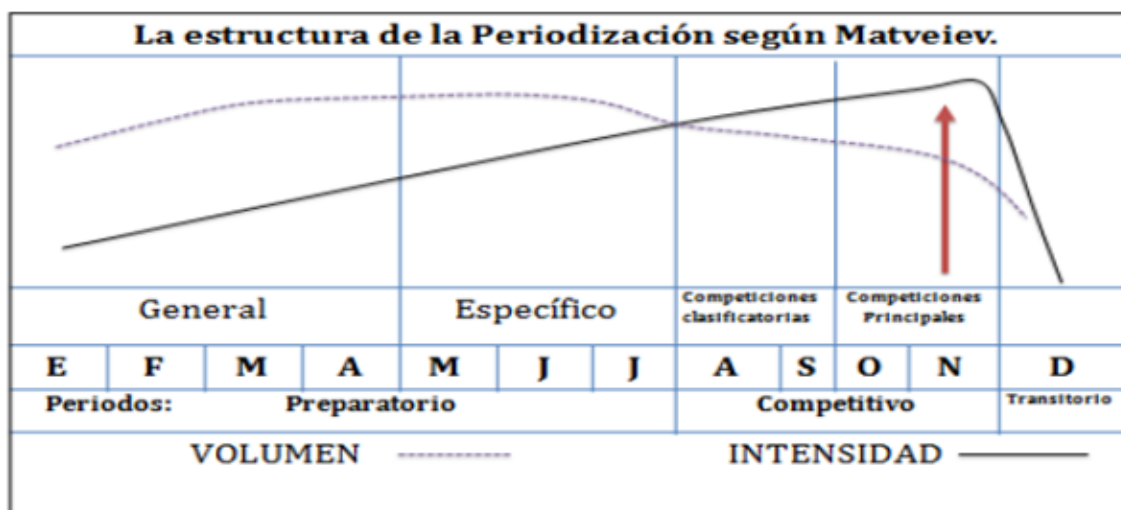 La estructura de la Periodización según Matveiev.
General Específico Competiciones clasificatorias Competiciones Principales
E F M A M J J A S O N D
Periodos: Preparatorio Competitivo Transitorio
VOLUMEN INTENSIDAD